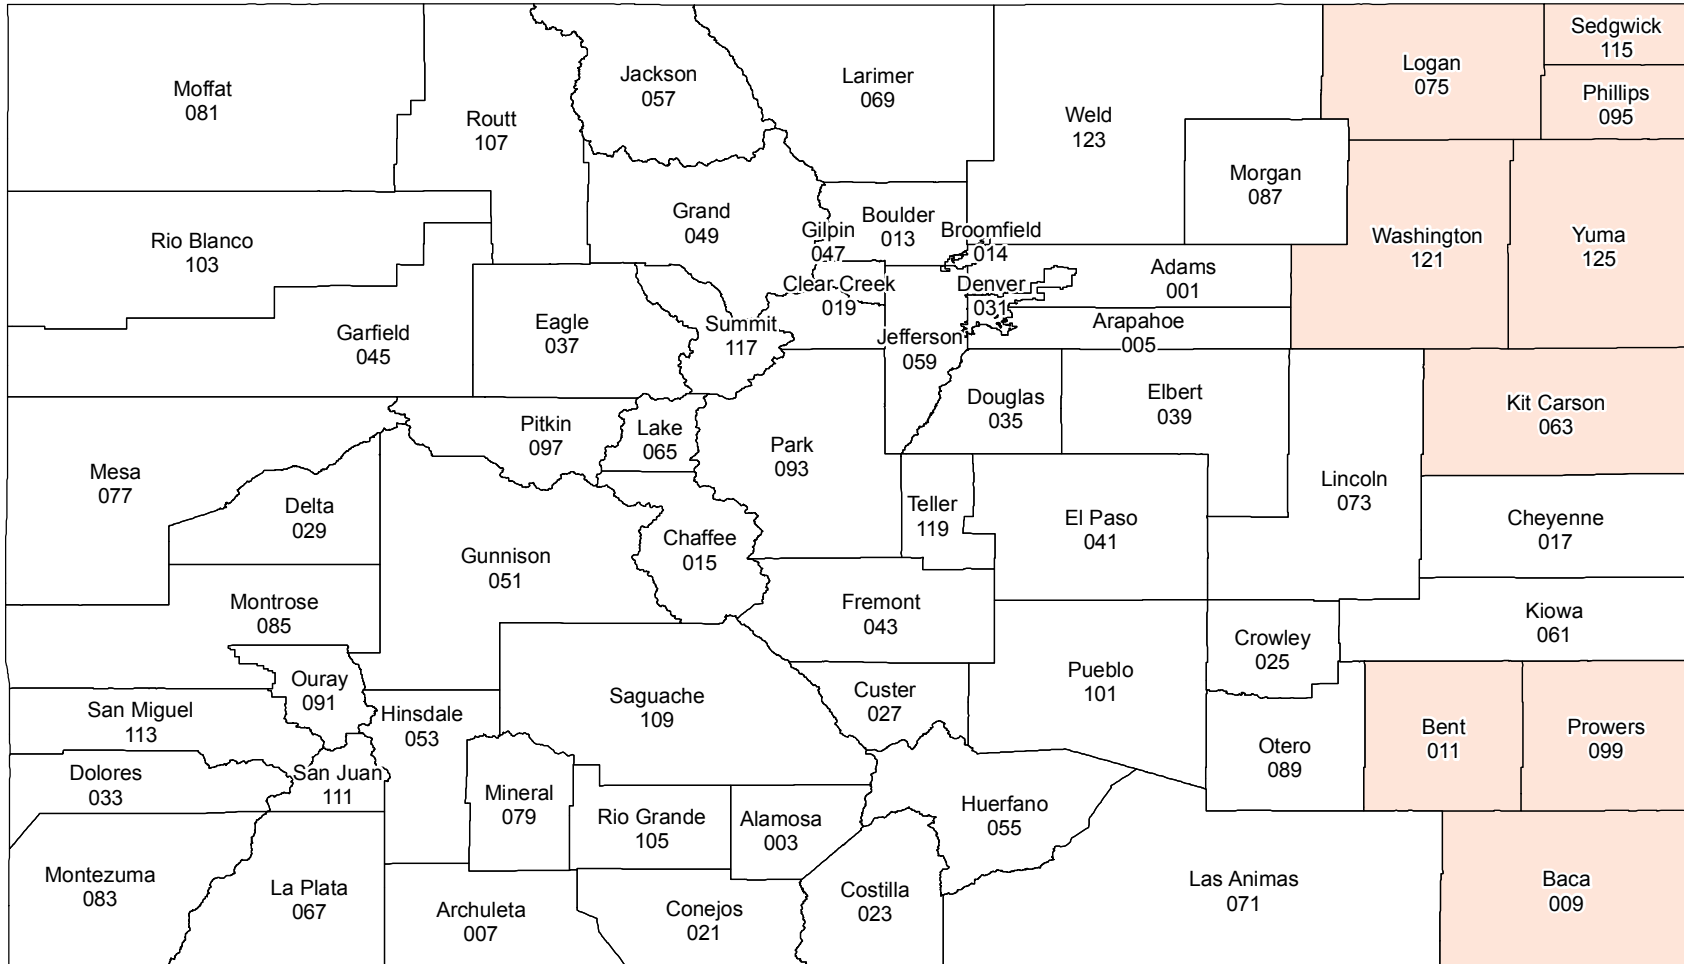 Moffat
081
Routt
107
Jackson
057
Larimer
069
Weld
123
Logan
075
Sedgwick
115
Phillips
095
Morgan
087
Washington
121
Yuma
125
Rio Blanco
103
Grand
049
Gilpin
047
Boulder
013
Broomfield
014
Clear Creek
019
Denver
031
Adams
001
Garfield
045
Eagle
037
Summit
117
Jefferson
059
Arapahoe
005
Douglas
035
Elbert
039
Kit Carson
063
Mesa
077
Pitkin
097
Lake
065
Park
093
Lincoln
073
Delta
029
Teller
119
El Paso
041
Cheyenne
017
Gunnison
051
Chaffee
015
Montrose
085
Fremont
043
Kiowa
061
Crowley
025
Ouray
091
Saguache
109
Custer
027
Pueblo
101
San Miguel
113
Hinsdale
053
Otero
089
Bent
011
Prowers
099
Dolores
033
San Juan
111
Mineral
079
Rio Grande
105
Alamosa
003
Huerfano
055
Montezuma
083
La Plata
067
Archuleta
007
Conejos
021
Costilla
023
Las Animas
071
Baca
009